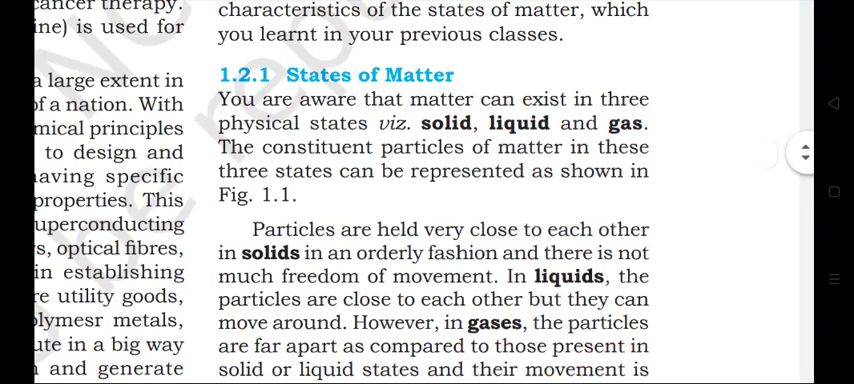 cancer therapy.
ine) is used for
a large extent in
of a nation. With
mical principles
to design and
having specific
properties. This
uperconducting
s, optical fibres,
in establishing
re utility goods,
olymesr metals,
ute in a big way
and generate
characteristics of the states of matter, which
you learnt in your previous classes.
1.2.1 States of Matter
You are aware that matter can exist in three
physical states viz. solid, liquid and gas.
The constituent particles of matter in these
three states can be represented as shown in
Fig. 1.1.
Particles are held very close to each other
in solids in an orderly fashion and there is not
much freedom of movement. In liquids, the
particles are close to each other but they can
move around. However, in gases, the particles
are far apart as compared to those present in
solid or liquid states and their movement is